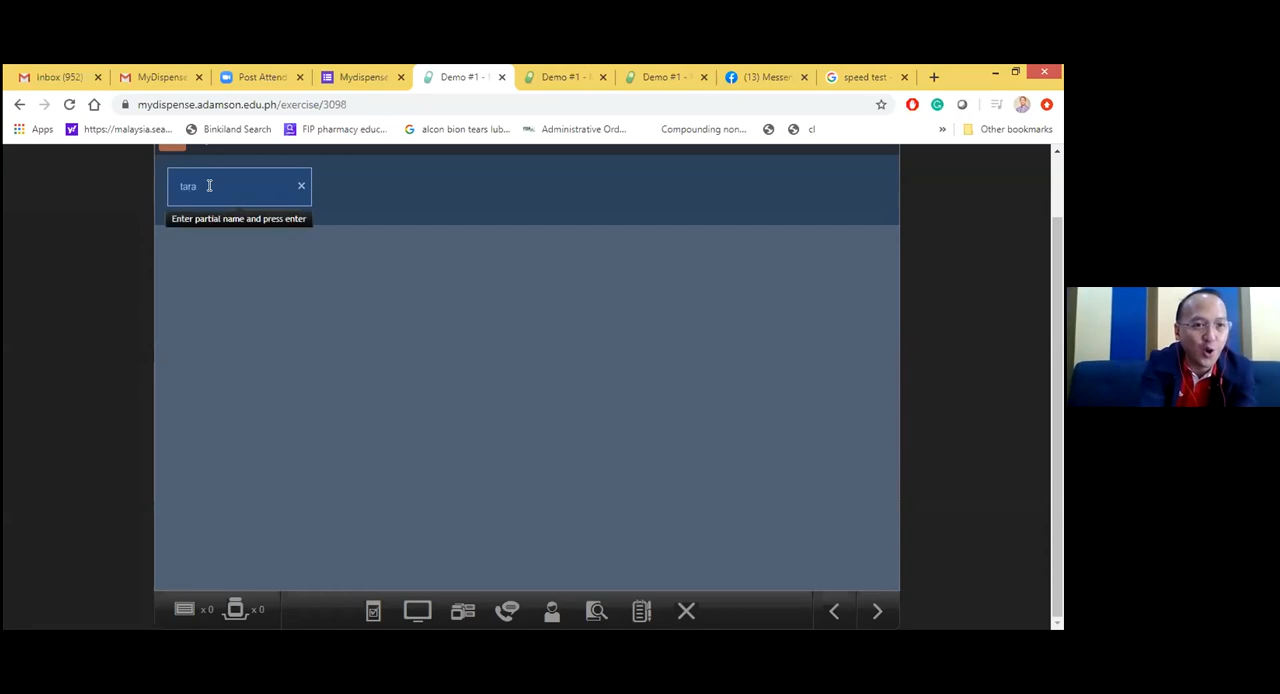 Inbox (952)
MyDispense
Post Attend
Mydispense
Demo #1 -
Demo #1 -
Demo #1 -
(13) Messen
speed test -
mydispense.adamson.edu.ph/exercise/3098
Apps
https://malaysia.sea...
Binkiland Search
FIP pharmacy educ...
alcon bion tears lub...
Administrative Ord...
Compounding non...
cl
»
Other bookmarks
tara
Enter partial name and press enter
x 0
x 0